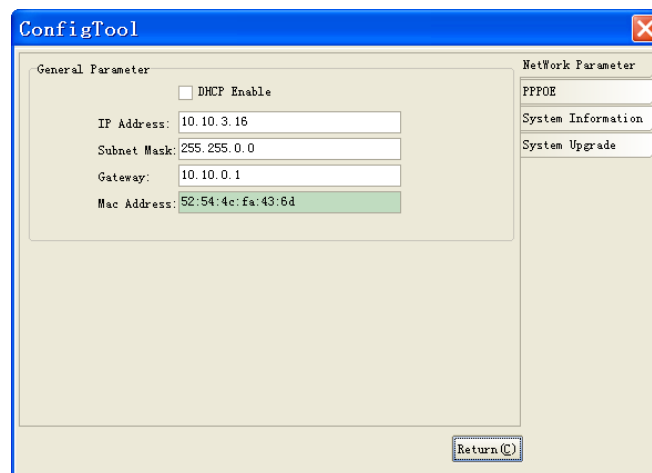 ConfigTool
General Parameter
DHCP Enable
IP Address: 10.10.3.16
Subnet Mask: 255.255.0.0
Gateway: 10.10.0.1
Mac Address: 52:54:4c:fa:43:6d
NetWork Parameter
PPPOE
System Information
System Upgrade
Return(C)